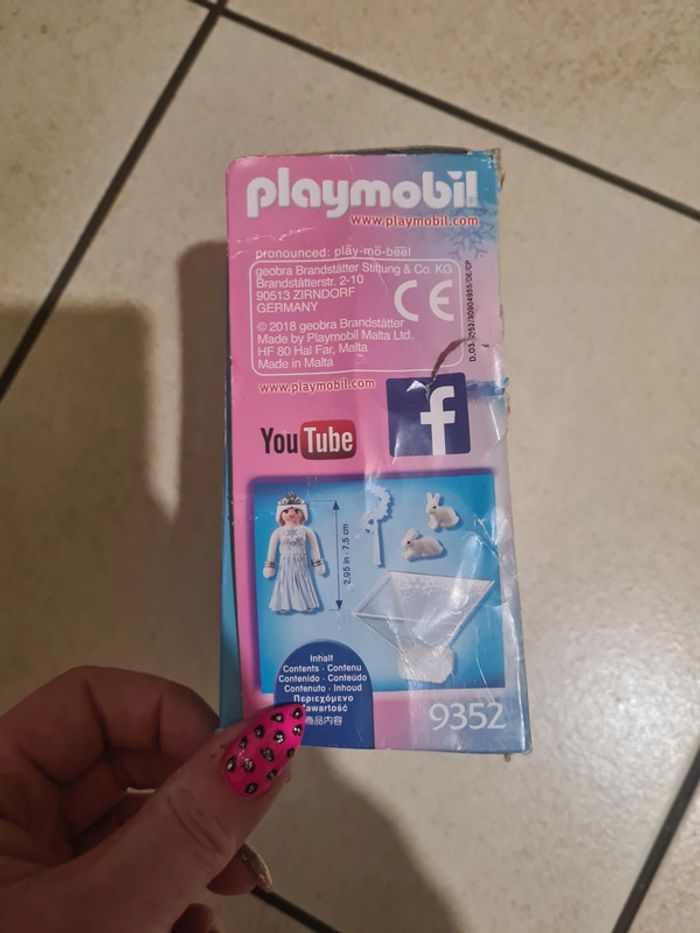 playmobil
www.playmobil.com
pronounced: plāy-mō-bēēl
geobra Brandstätter Stiftung & Co. KG
Brandstätterstr. 2-10
90513 ZIRNDORF
GERMANY
CE
© 2018 geobra Brandstätter
Made by Playmobil Malta Ltd.
HF 80 Hal Far, Malta
Made in Malta
www.playmobil.com
YouTube
f
2,95 in - 7,5 cm
Inhalt
Contents · Contenu
Contenido · Conteúdo
Contenuto · Inhoud
Περιεχόμενο
商品内容
9352